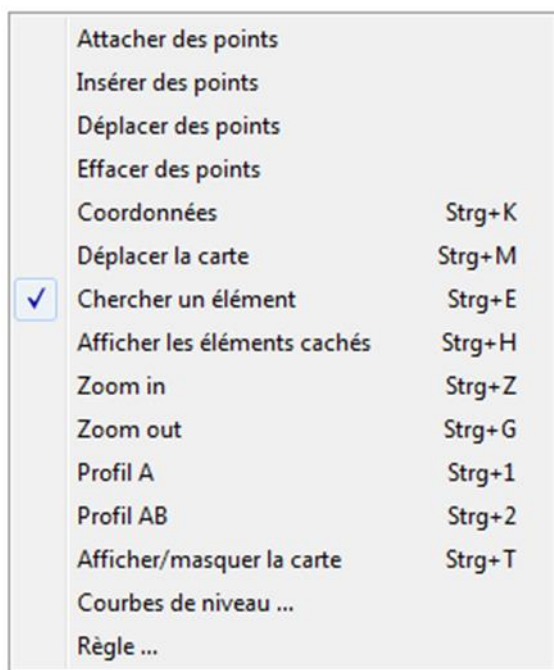 Attacher des points
Insérer des points
Déplacer des points
Effacer des points
Coordonnées Strg+K
Déplacer la carte Strg+M
Chercher un élément Strg+E
Afficher les éléments cachés Strg+H
Zoom in Strg+Z
Zoom out Strg+G
Profil A Strg+1
Profil AB Strg+2
Afficher/masquer la carte Strg+T
Courbes de niveau ...
Règle ...